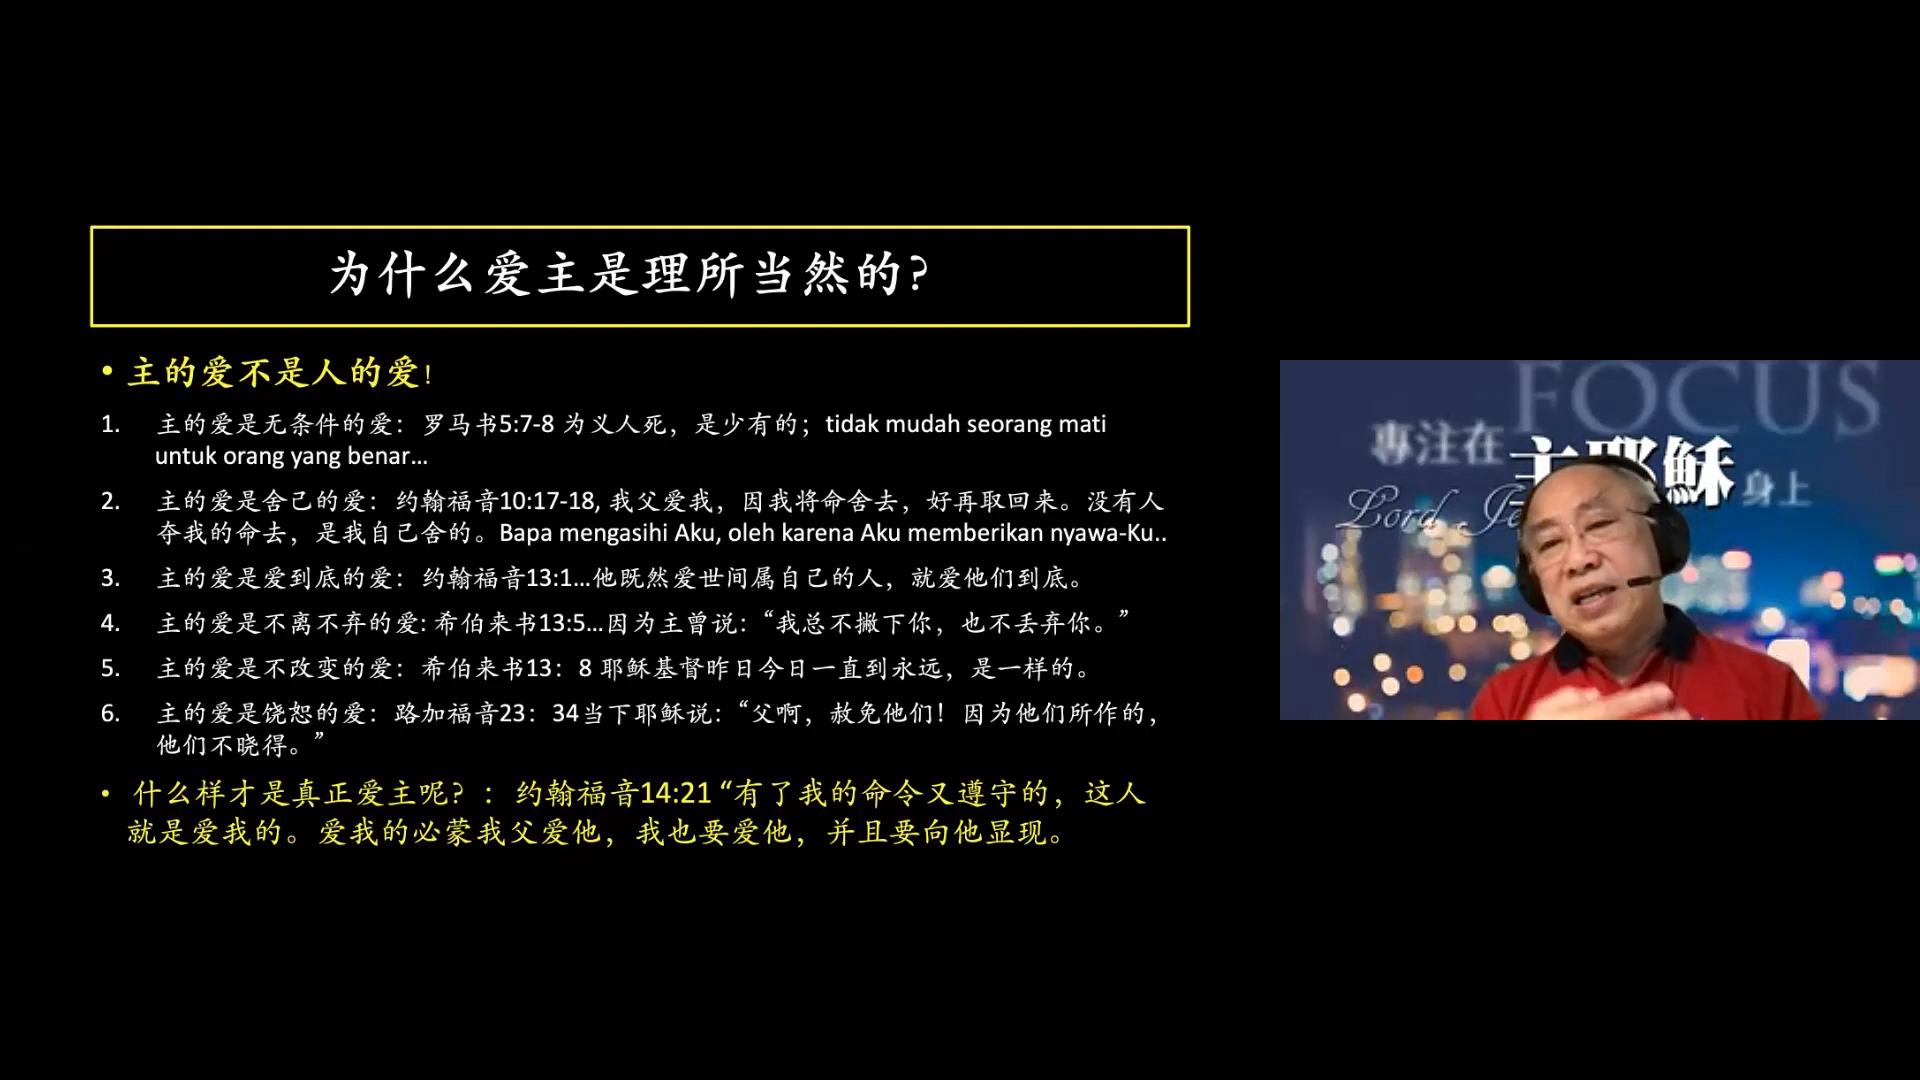 为什么爱主是理所当然的?
• 主的爱不是人的爱!
1. 主的爱是无条件的爱：罗马书5:7-8 为义人死，是少有的；tidak mudah seorang mati
untuk orang yang benar...
2. 主的爱是舍己的爱：约翰福音10:17-18, 我父爱我，因我将命舍去，好再取回来。没有人
夺我的命去，是我自己舍的。Bapa mengasihi Aku, oleh karena Aku memberikan nyawa-Ku..
3. 主的爱是爱到底的爱：约翰福音13:1...他既然爱世间属自己的人，就爱他们到底。
4. 主的爱是不离不弃的爱: 希伯来书13:5...因为主曾说：“我总不撇下你，也不丢弃你。”
5. 主的爱是不改变的爱：希伯来书13：8 耶稣基督昨日今日一直到永远，是一样的。
6. 主的爱是饶恕的爱：路加福音23：34当下耶稣说：“父啊，赦免他们！因为他们所作的，
他们不晓得。”
• 什么样才是真正爱主呢？：约翰福音14:21 “有了我的命令又遵守的，这人
就是爱我的。爱我的必蒙我父爱他，我也要爱他，并且要向他显现。
FOCUS
專注在主耶穌身上
Lord Je